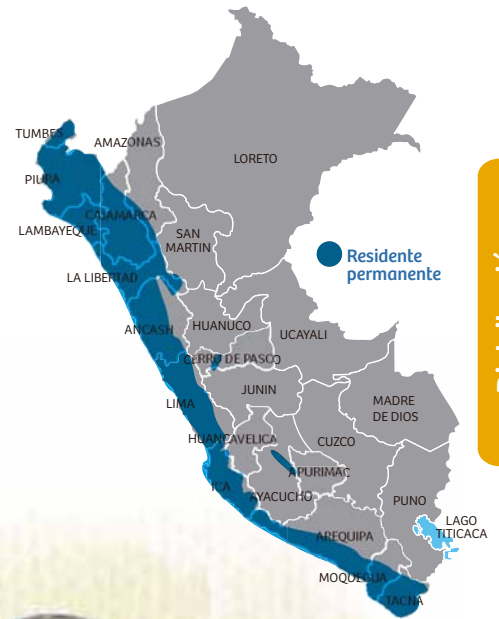 TUMBES
AMAZONAS
LORETO
PIURA
CAJAMARCA
LAMBAYEQUE
SAN
MARTIN
Residente
permanente
LA LIBERTAD
ANCASH
HUANUCO
UCAYALI
CERRO DE PASCO
JUNIN
LIMA
MADRE
DE DIOS
HUANCAVELICA
CUZCO
APURIMAC
ICA
AYACUCHO
PUNO
LAGO
TITICACA
AREQUIPA
MOQUEGUA
TACNA